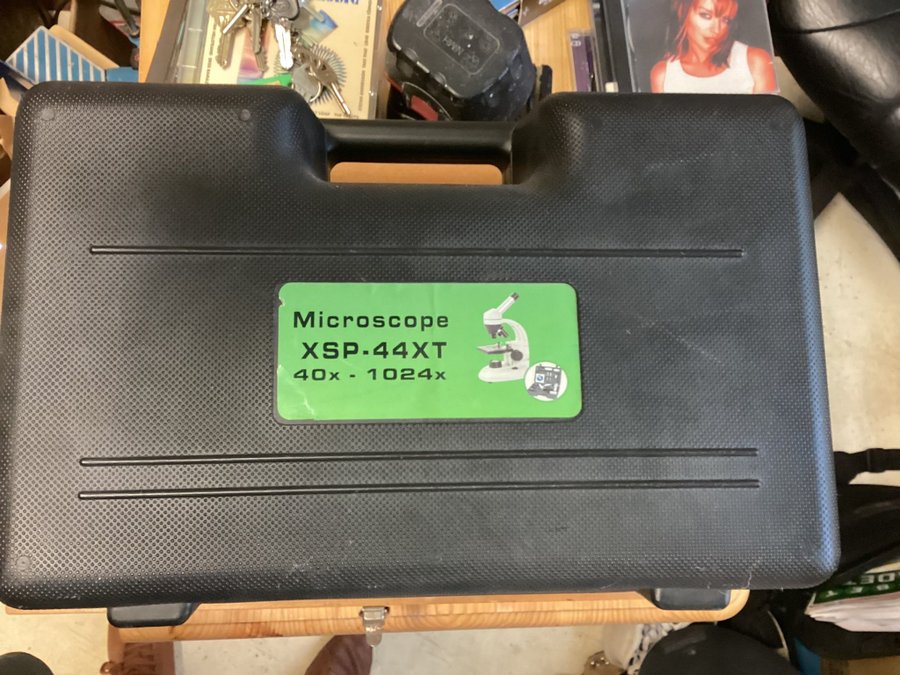 Microscope
XSP-44XT
40x - 1024x